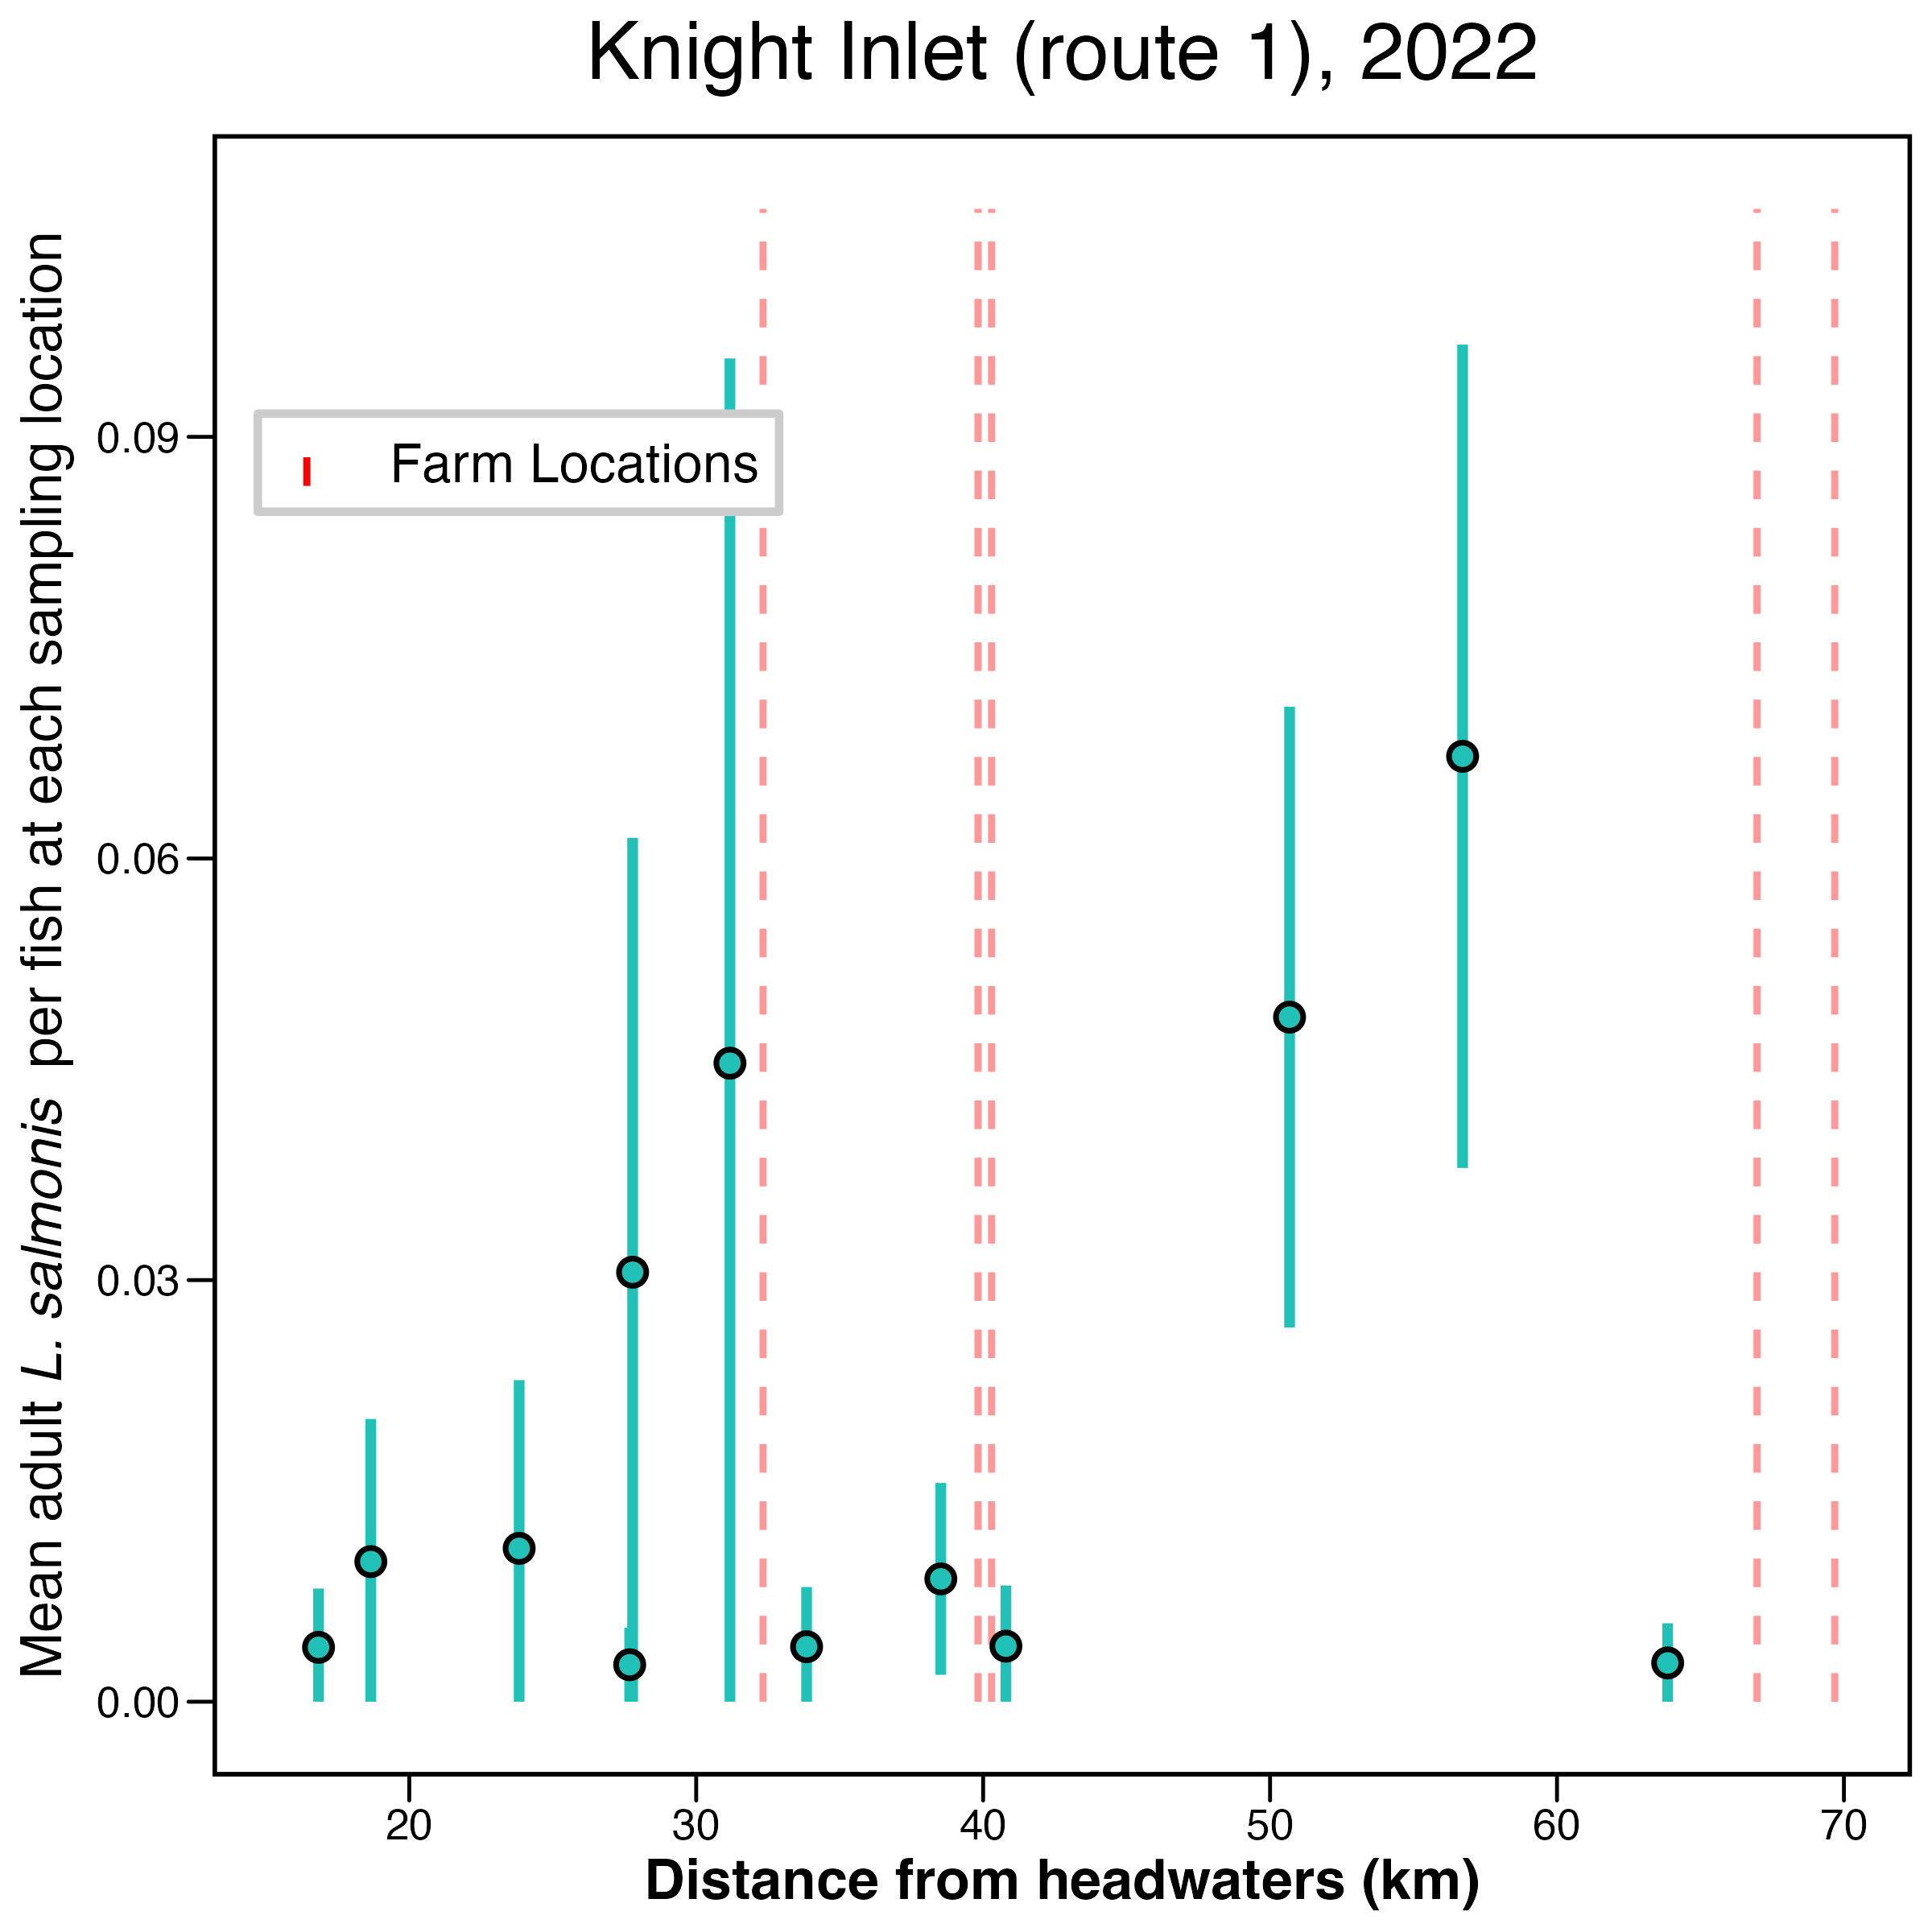 Knight Inlet (route 1), 2022
Mean adult L. salmonis per fish at each sampling location
0.09
0.06
0.03
0.00
Farm Locations
20 30 40 50 60 70
Distance from headwaters (km)